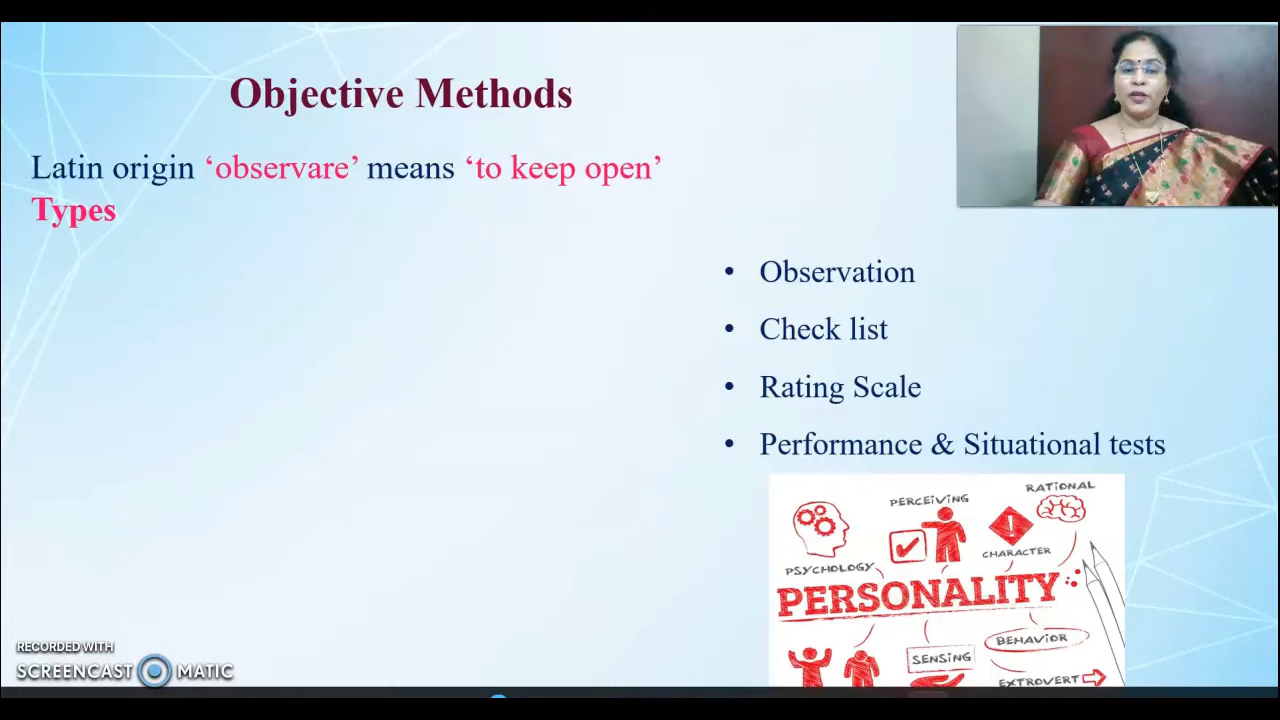 Objective Methods
Latin origin ‘observare’ means ‘to keep open’
Types
• Observation
• Check list
• Rating Scale
• Performance & Situational tests
RATIONAL
PERCEIVING
CHARACTER
PSYCHOLOGY
PERSONALITY
BEHAVIOR
SENSING
EXTROVERT
RECORDED WITH
SCREENCAST MATIC